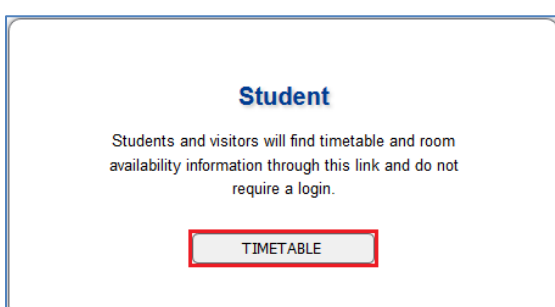 Student
Students and visitors will find timetable and room
availability information through this link and do not
require a login.
TIMETABLE